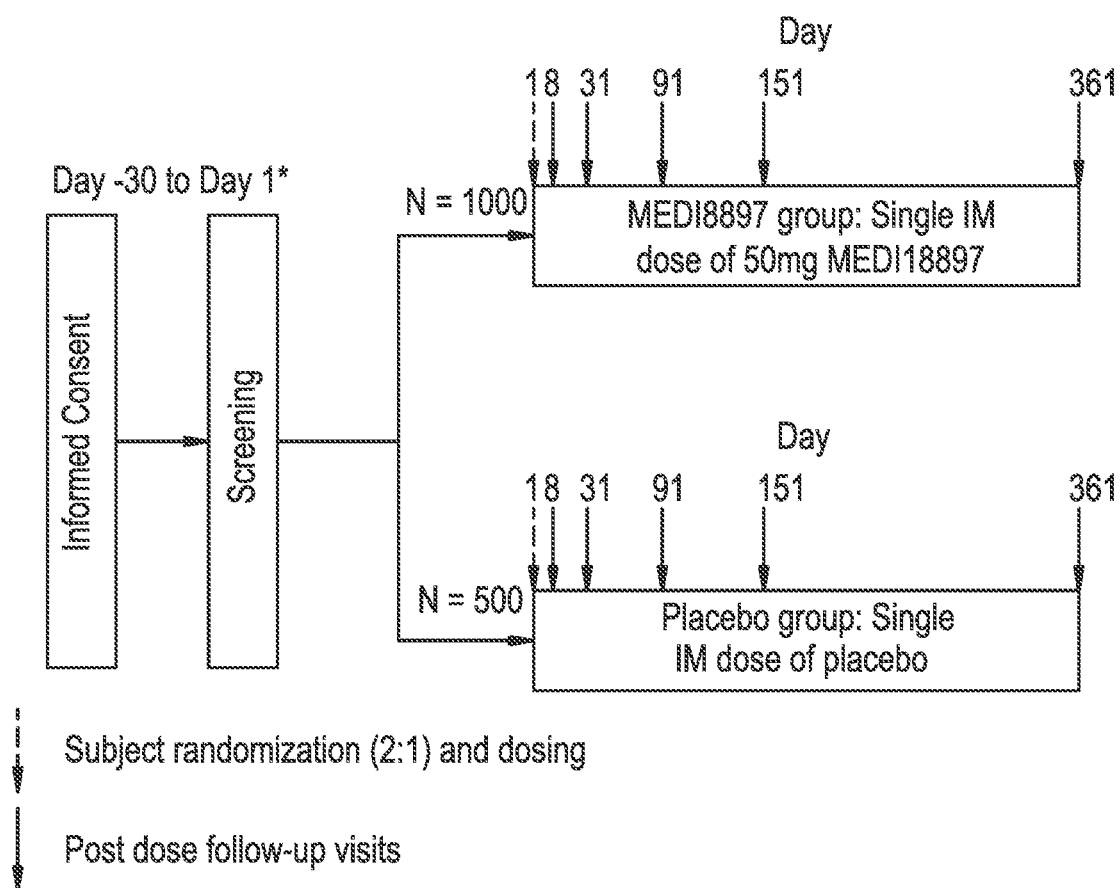 Day
1 8 31 91 151 361
Day -30 to Day 1*
N = 1000
MEDI8897 group: Single IM
dose of 50mg MEDI18897
Informed Consent
Screening
Day
1 8 31 91 151 361
N = 500
Placebo group: Single
IM dose of placebo
Subject randomization (2:1) and dosing
Post dose follow-up visits